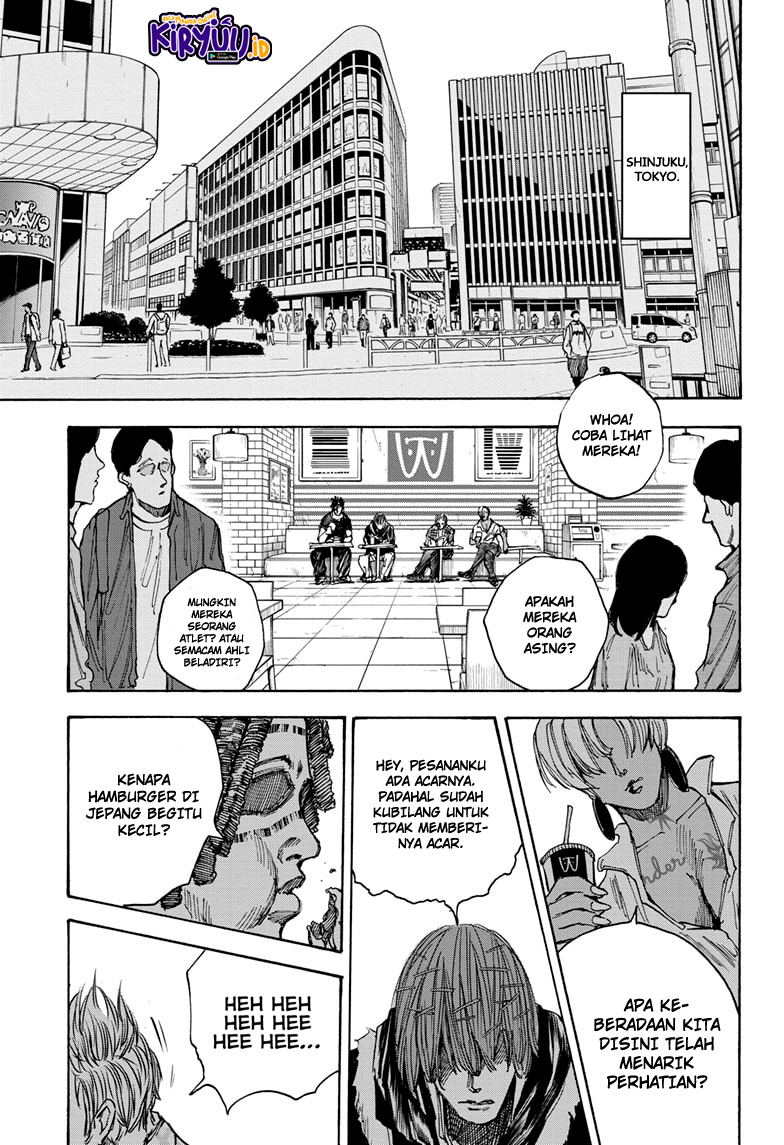 KIRYUU.ID
SHINJUKU,
TOKYO.
WHOA!
COBA LIHAT
MEREKA!
APAKAH
MEREKA
ORANG
ASING?
MUNGKIN
MEREKA
SEORANG
ATLET? ATAU
SEMACAM AHLI
BELADIRI?
APA KE-
BERADAAN KITA
DISINI TELAH
MENARIK
PERHATIAN?
HEY, PESANANKU
ADA ACARNYA.
PADAHAL SUDAH
KUBILANG UNTUK
TIDAK MEMBERI-
NYA ACAR.
KENAPA
HAMBURGER DI
JEPANG BEGITU
KECIL?
HEH HEH
HEH HEE
HEE HEE...